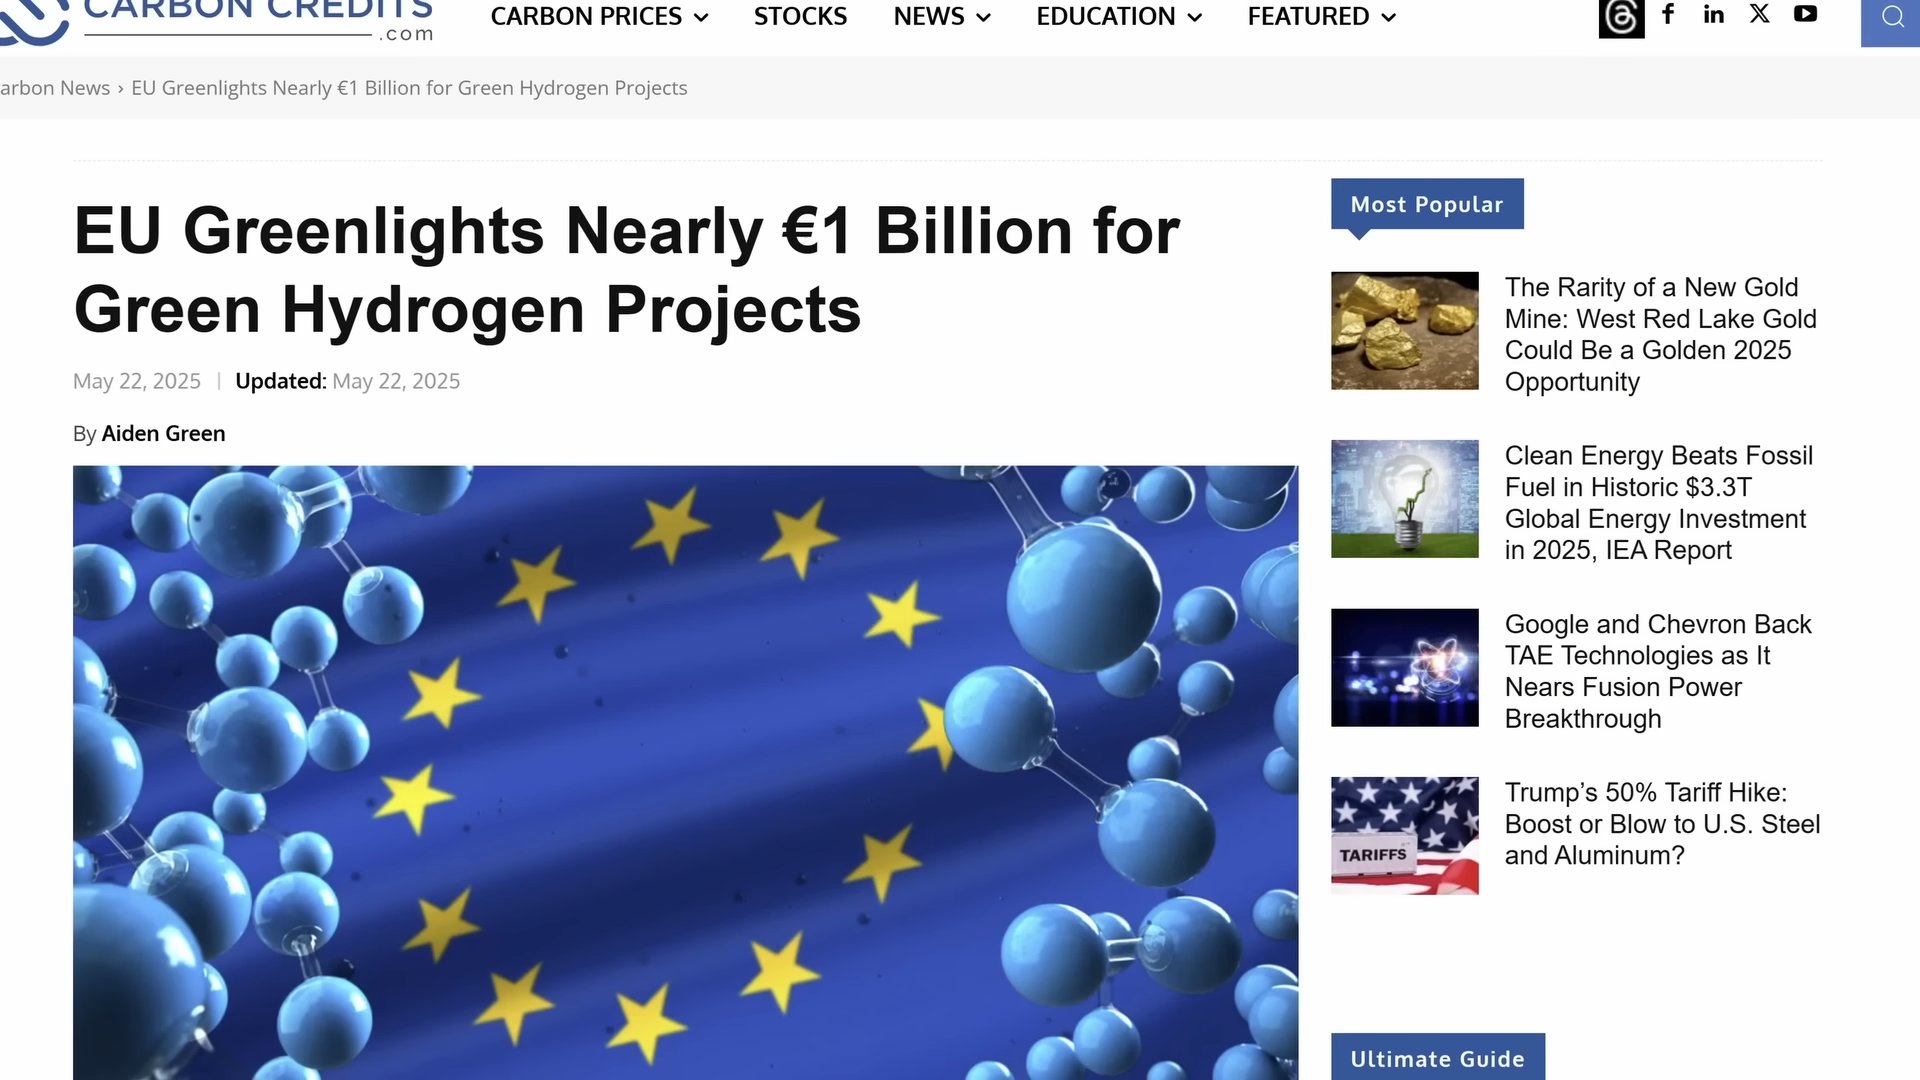 CARBON CREDITS
.com
CARBON PRICES
STOCKS
NEWS
EDUCATION
FEATURED
arbon News › EU Greenlights Nearly €1 Billion for Green Hydrogen Projects
EU Greenlights Nearly €1 Billion for
Green Hydrogen Projects
May 22, 2025 | Updated: May 22, 2025
By Aiden Green
Most Popular
The Rarity of a New Gold
Mine: West Red Lake Gold
Could Be a Golden 2025
Opportunity
Clean Energy Beats Fossil
Fuel in Historic $3.3T
Global Energy Investment
in 2025, IEA Report
Google and Chevron Back
TAE Technologies as It
Nears Fusion Power
Breakthrough
TARIFFS
Trump’s 50% Tariff Hike:
Boost or Blow to U.S. Steel
and Aluminum?
Ultimate Guide